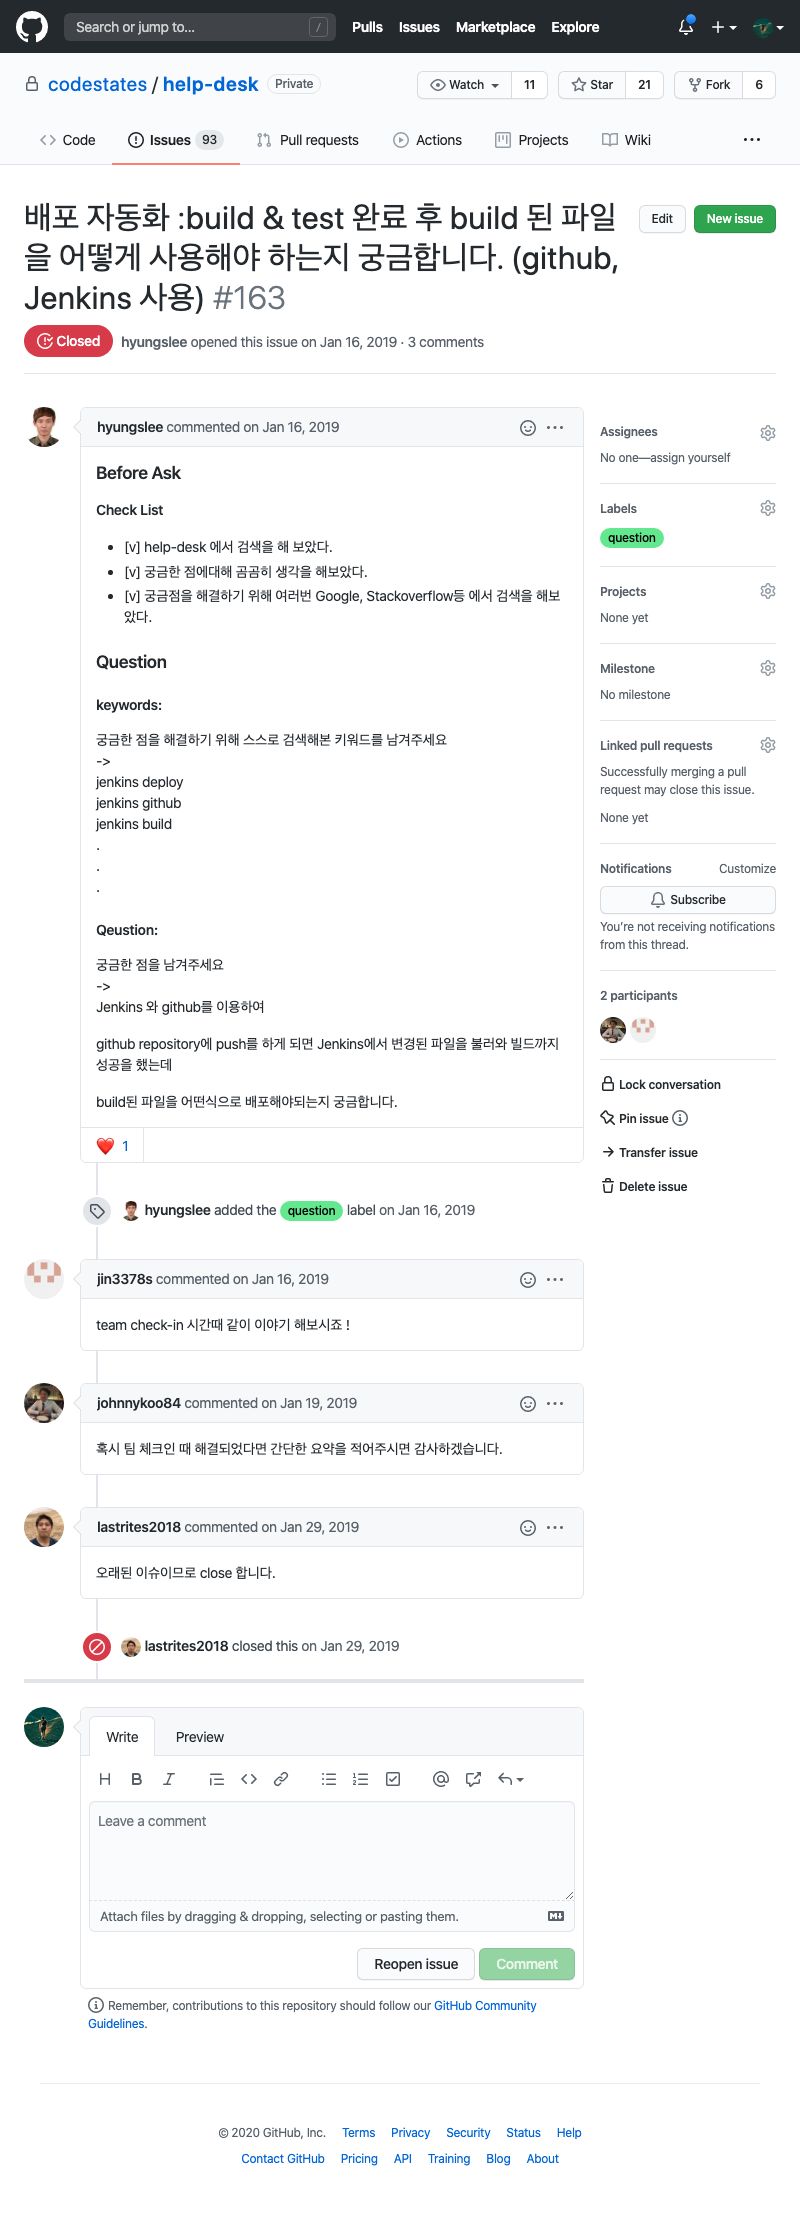 Search or jump to... /
Pulls Issues Marketplace Explore
codestates / help-desk Private
Watch 11 Star 21 Fork 6
Code Issues 93 Pull requests Actions Projects Wiki
배포 자동화 :build & test 완료 후 build 된 파일
을 어떻게 사용해야 하는지 궁금합니다. (github,
Jenkins 사용) #163
Edit New issue
Closed hyungslee opened this issue on Jan 16, 2019 · 3 comments
hyungslee commented on Jan 16, 2019
Before Ask
Check List
• [v] help-desk 에서 검색을 해 보았다.
• [v] 궁금한 점에대해 곰곰히 생각을 해보았다.
• [v] 궁금점을 해결하기 위해 여러번 Google, Stackoverflow등 에서 검색을 해보
았다.
Question
keywords:
궁금한 점을 해결하기 위해 스스로 검색해본 키워드를 남겨주세요
->
jenkins deploy
jenkins github
jenkins build
.
.
.
Qeustion:
궁금한 점을 남겨주세요
->
Jenkins 와 github를 이용하여
github repository에 push를 하게 되면 Jenkins에서 변경된 파일을 불러와 빌드까지
성공을 했는데
build된 파일을 어떤식으로 배포해야되는지 궁금합니다.
❤️ 1
hyungslee added the question label on Jan 16, 2019
jin3378s commented on Jan 16, 2019
team check-in 시간때 같이 이야기 해보시죠 !
johnnykoo84 commented on Jan 19, 2019
혹시 팀 체크인 때 해결되었다면 간단한 요약을 적어주시면 감사하겠습니다.
lastrites2018 commented on Jan 29, 2019
오래된 이슈이므로 close 합니다.
lastrites2018 closed this on Jan 29, 2019
Assignees
No one—assign yourself
Labels
question
Projects
None yet
Milestone
No milestone
Linked pull requests
Successfully merging a pull
request may close this issue.
None yet
Notifications Customize
Subscribe
You're not receiving notifications
from this thread.
2 participants
Lock conversation
Pin issue
Transfer issue
Delete issue
Write Preview
Leave a comment
Attach files by dragging & dropping, selecting or pasting them.
Reopen issue Comment
Remember, contributions to this repository should follow our GitHub Community
Guidelines.
© 2020 GitHub, Inc. Terms Privacy Security Status Help
Contact GitHub Pricing API Training Blog About